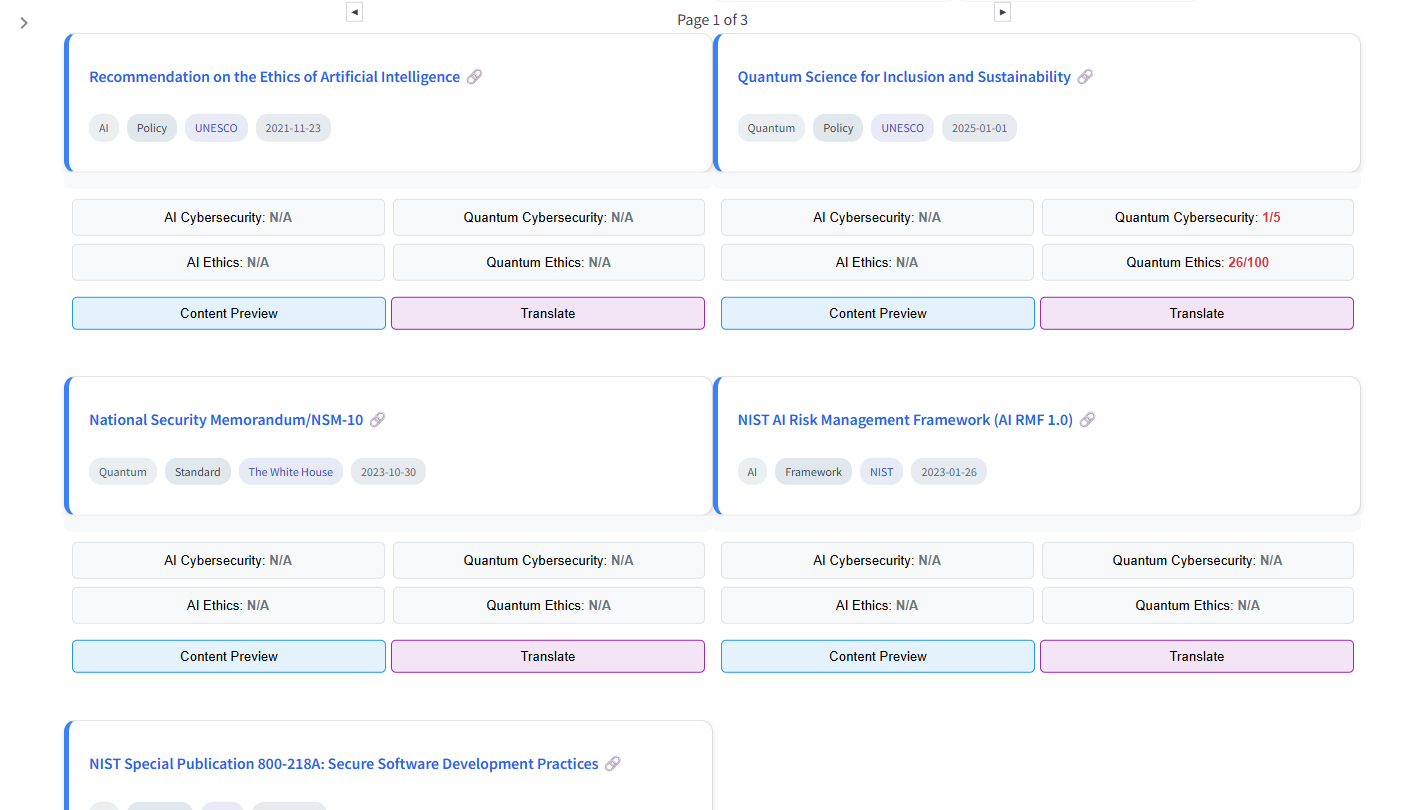 Page 1 of 3
Recommendation on the Ethics of Artificial Intelligence
AI Policy UNESCO 2021-11-23
AI Cybersecurity: N/A Quantum Cybersecurity: N/A
AI Ethics: N/A Quantum Ethics: N/A
Content Preview Translate
Quantum Science for Inclusion and Sustainability
Quantum Policy UNESCO 2025-01-01
AI Cybersecurity: N/A Quantum Cybersecurity: 1/5
AI Ethics: N/A Quantum Ethics: 26/100
Content Preview Translate
National Security Memorandum/NSM-10
Quantum Standard The White House 2023-10-30
AI Cybersecurity: N/A Quantum Cybersecurity: N/A
AI Ethics: N/A Quantum Ethics: N/A
Content Preview Translate
NIST AI Risk Management Framework (AI RMF 1.0)
AI Framework NIST 2023-01-26
AI Cybersecurity: N/A Quantum Cybersecurity: N/A
AI Ethics: N/A Quantum Ethics: N/A
Content Preview Translate
NIST Special Publication 800-218A: Secure Software Development Practices